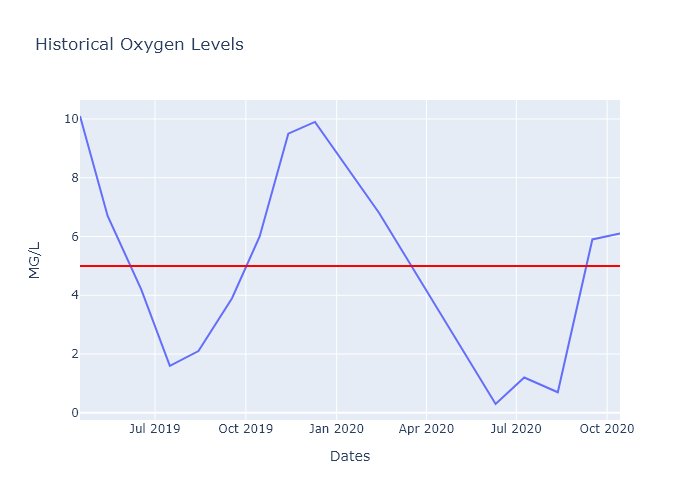 Historical Oxygen Levels
10
8
6
4
2
0
MG/L
Jul 2019
Oct 2019
Jan 2020
Apr 2020
Jul 2020
Oct 2020
Dates